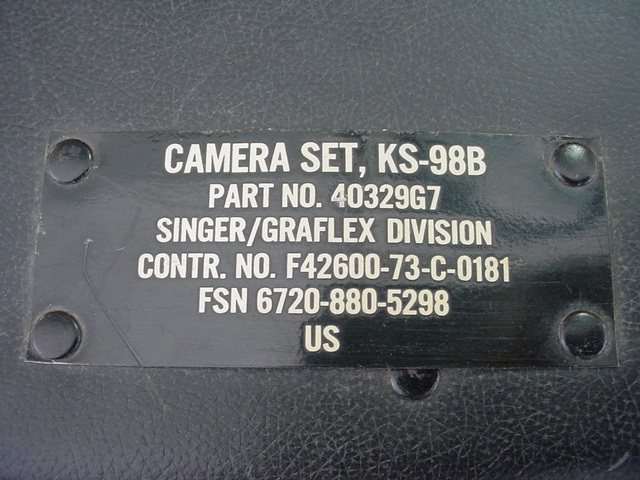 CAMERA SET, KS-98B
PART NO. 40329G7
SINGER/GRAFLEX DIVISION
CONTR. NO. F42600-73-C-0181
FSN 6720-880-5298
US